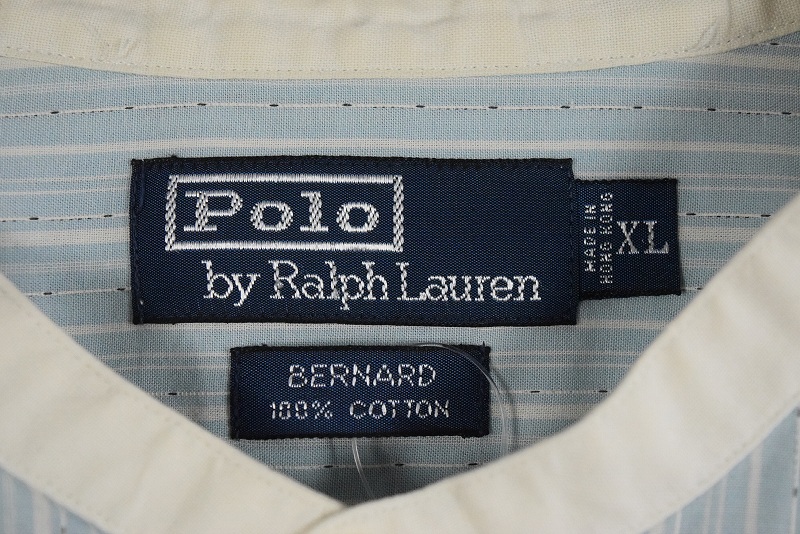 Polo
by Ralph Lauren
MADE IN
HONG KONG
XL
BERNARD
100% COTTON